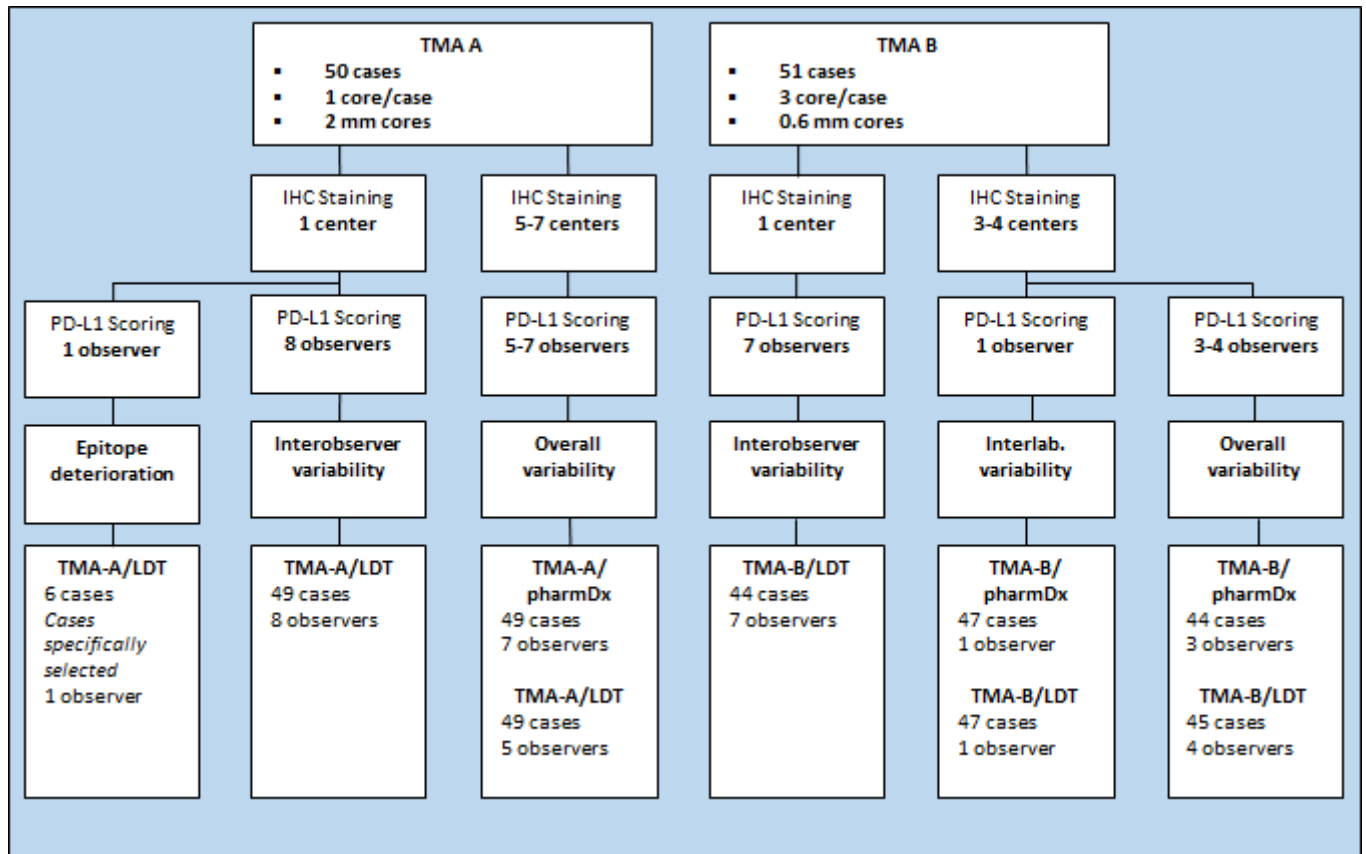 TMA A
▪ 50 cases
▪ 1 core/case
▪ 2 mm cores
TMA B
▪ 51 cases
▪ 3 core/case
▪ 0.6 mm cores
IHC Staining
1 center
IHC Staining
5-7 centers
IHC Staining
1 center
IHC Staining
3-4 centers
PD-L1 Scoring
1 observer
PD-L1 Scoring
8 observers
PD-L1 Scoring
5-7 observers
PD-L1 Scoring
7 observers
PD-L1 Scoring
1 observer
PD-L1 Scoring
3-4 observers
Epitope
deterioration
Interobserver
variability
Overall
variability
Interobserver
variability
Interlab.
variability
Overall
variability
TMA-A/LDT
6 cases
Cases
specifically
selected
1 observer
TMA-A/LDT
49 cases
8 observers
TMA-A/
pharmDx
49 cases
7 observers
TMA-A/LDT
49 cases
5 observers
TMA-B/LDT
44 cases
7 observers
TMA-B/
pharmDx
47 cases
1 observer
TMA-B/LDT
47 cases
1 observer
TMA-B/
pharmDx
44 cases
3 observers
TMA-B/LDT
45 cases
4 observers